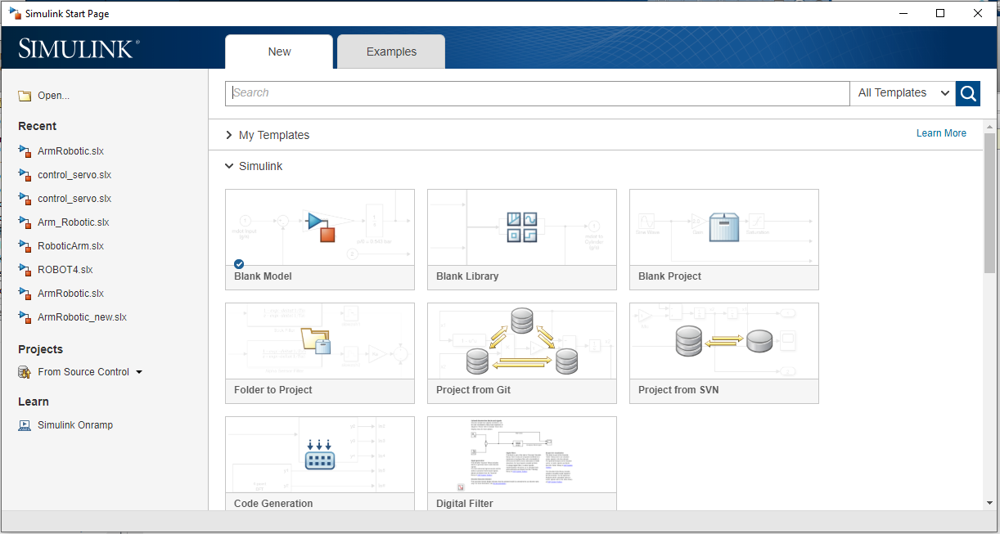 Simulink Start Page
SIMULINK®
New
Examples
Open...
Recent
ArmRobotic.slx
control_servo.slx
control_servo.slx
Arm_Robotic.slx
RoboticArm.slx
ROBOT4.slx
ArmRobotic.slx
ArmRobotic_new.slx
Projects
From Source Control
Learn
Simulink Onramp
Search
All Templates
My Templates
Learn More
Simulink
Blank Model
Blank Library
Blank Project
Folder to Project
Project from Git
Project from SVN
Code Generation
Digital Filter